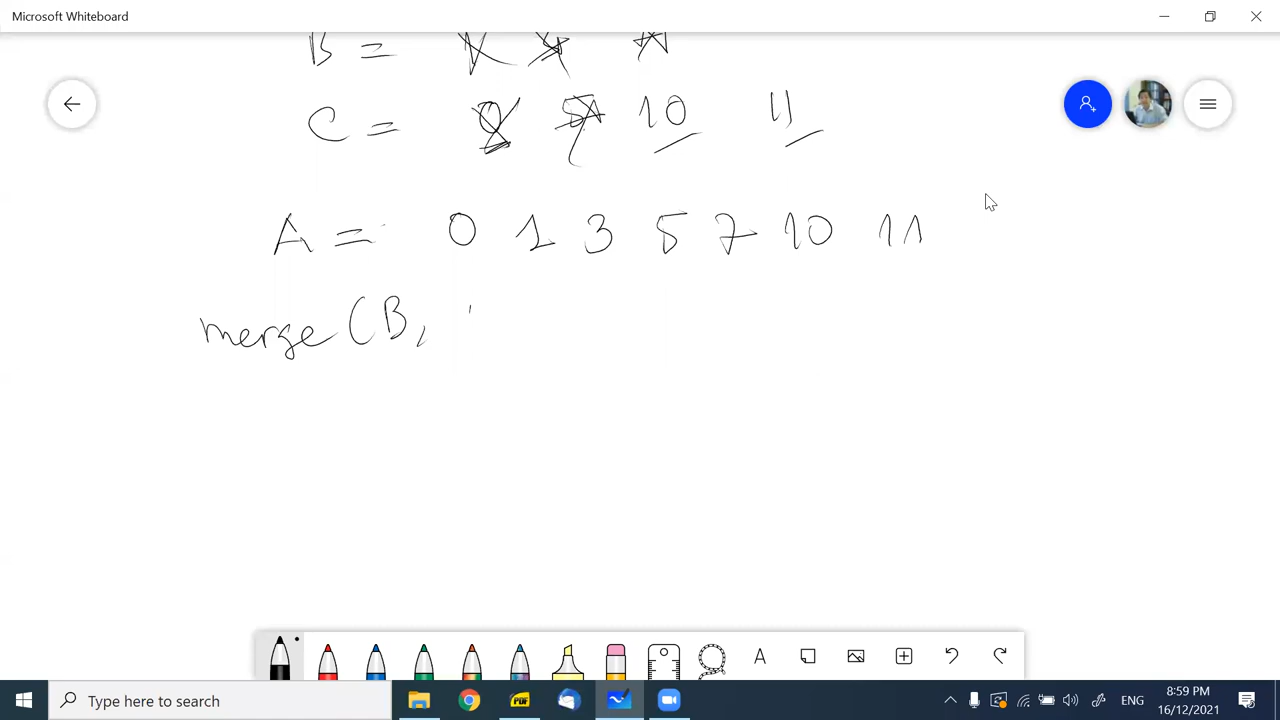 Microsoft Whiteboard
B =
C = 10 11
A = 0 1 3 5 7 10 11
merge (B,
A
Type here to search
PDF
ENG
8:59 PM
16/12/2021